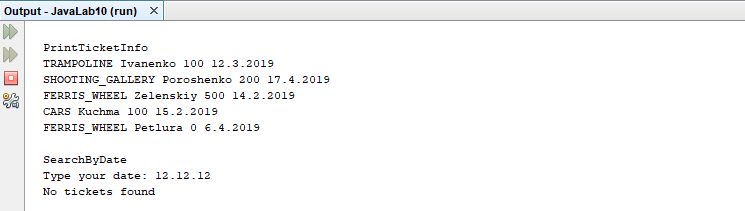 Output - JavaLab10 (run)
PrintTicketInfo
TRAMPOLINE Ivanenko 100 12.3.2019
SHOOTING_GALLERY Poroshenko 200 17.4.2019
FERRIS_WHEEL Zelenskiy 500 14.2.2019
CARS Kuchma 100 15.2.2019
FERRIS_WHEEL Petlura 0 6.4.2019
SearchByDate
Type your date: 12.12.12
No tickets found